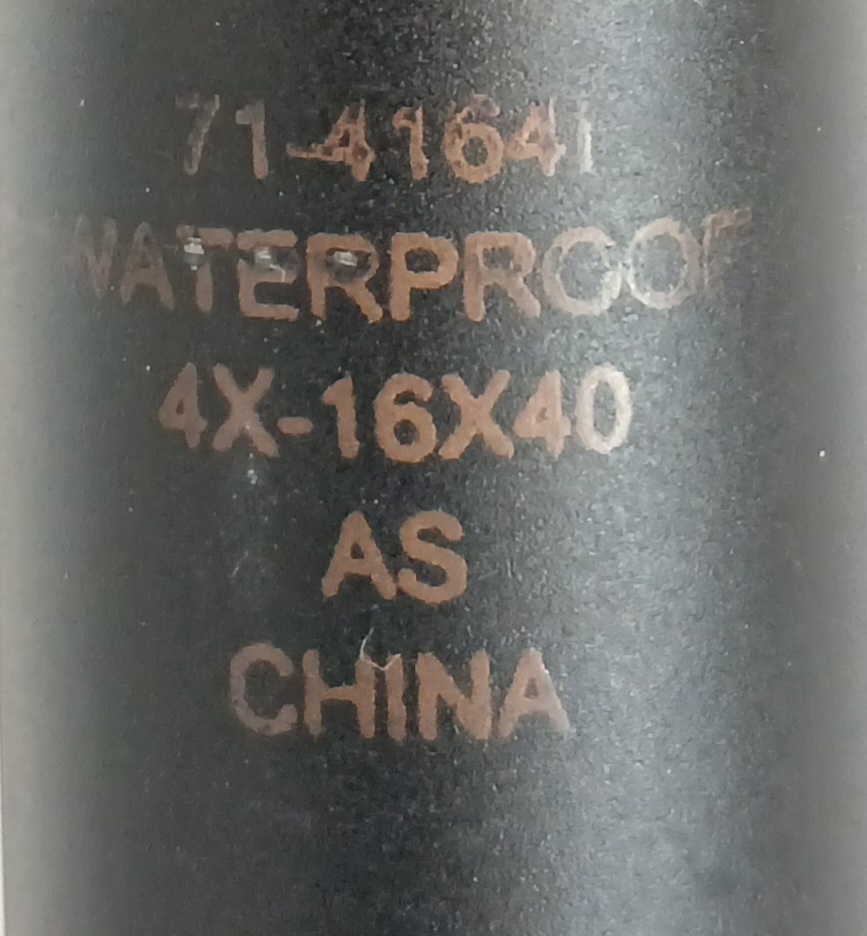 71-41641
WATERPROOF
4X-16X40
AS
CHINA